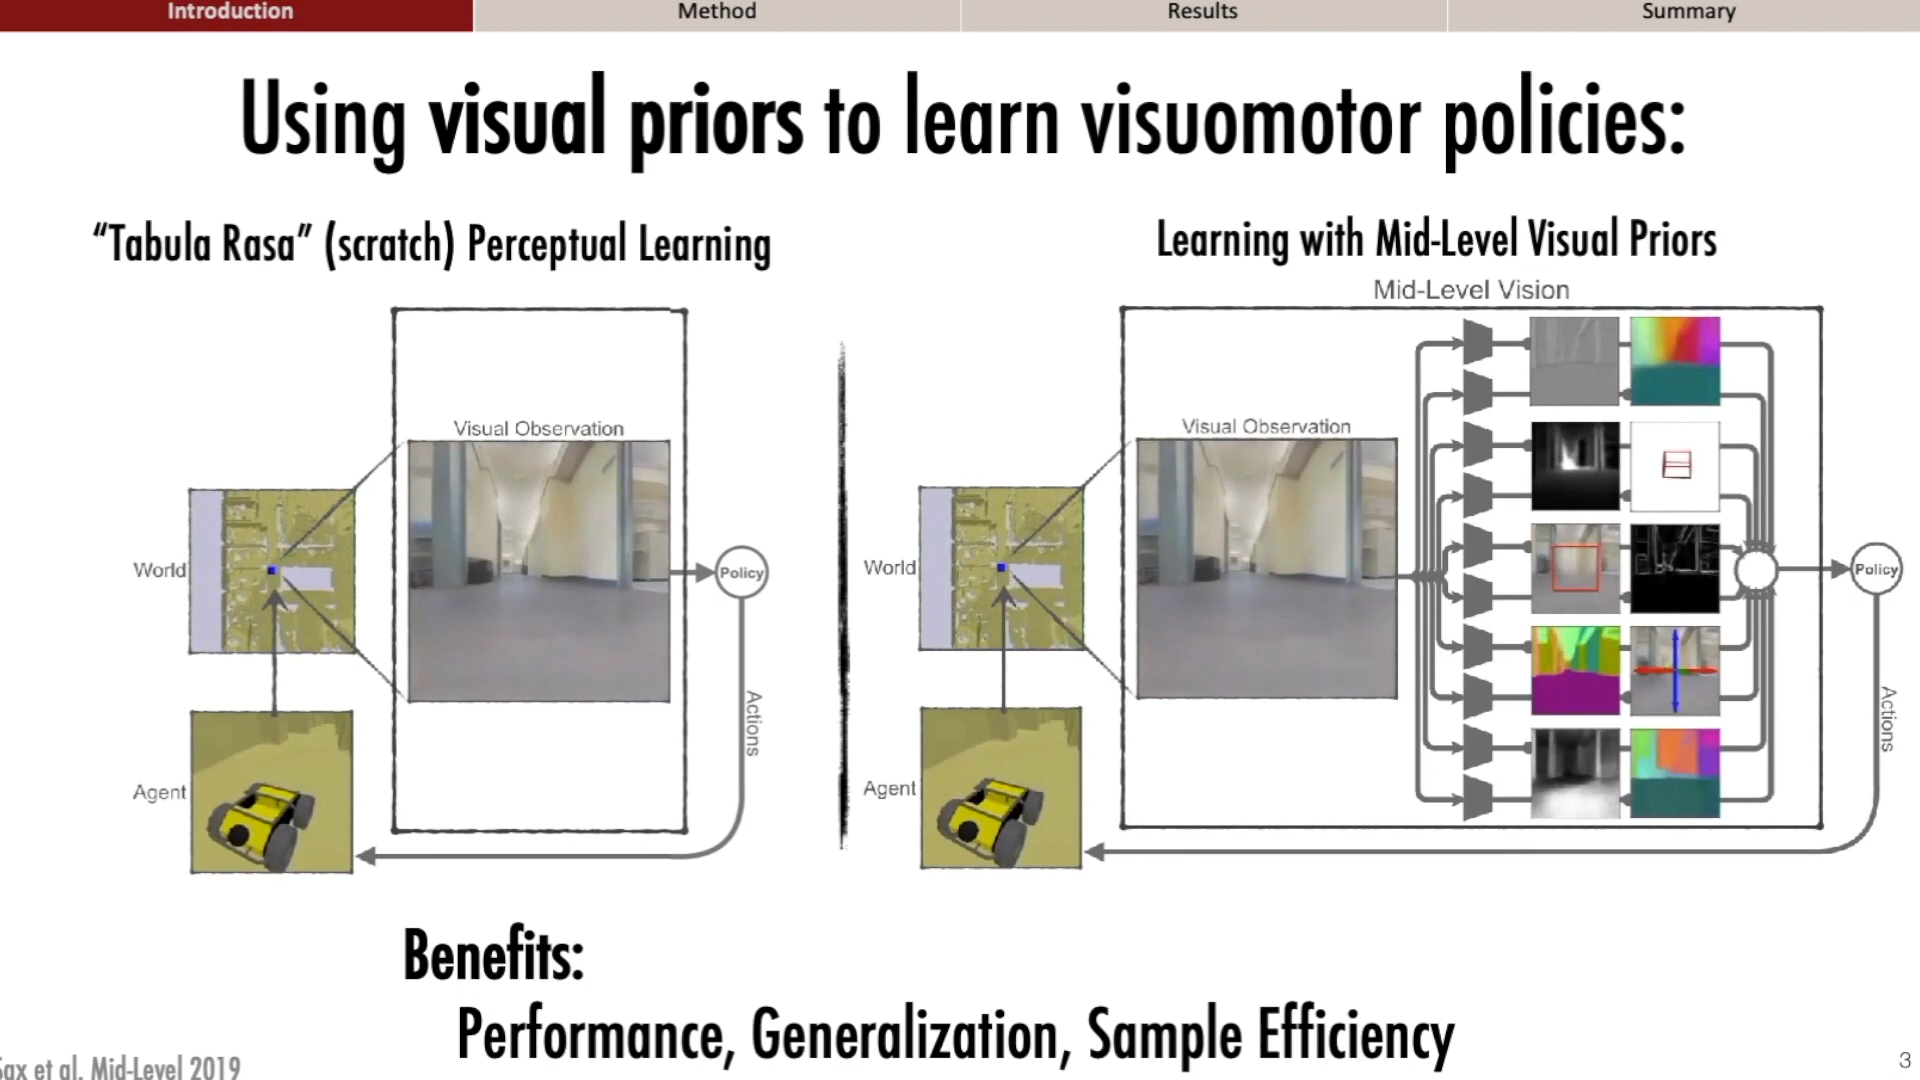 Introduction
Method
Results
Summary
Using visual priors to learn visuomotor policies:
“Tabula Rasa” (scratch) Perceptual Learning
Visual Observation
World
Policy
Actions
Agent
Learning with Mid-Level Visual Priors
Mid-Level Vision
Visual Observation
World
Policy
Actions
Agent
Benefits:
Performance, Generalization, Sample Efficiency
Sax et al. Mid-Level 2019
3